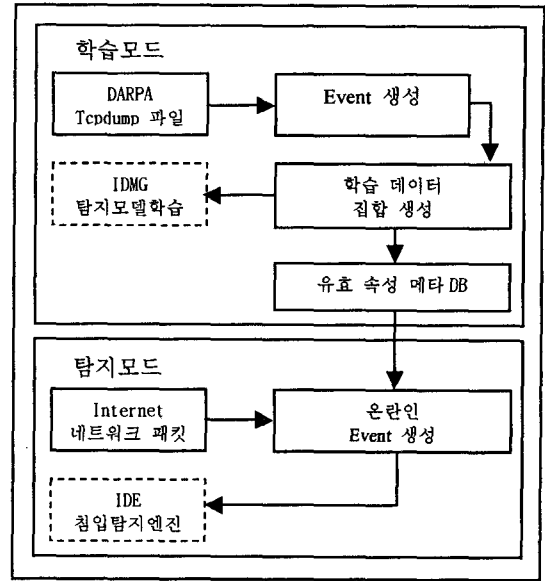 학습모드
DARPA
Tcpdump 파일
Event 생성
IDMG
탐지모델학습
학습 데이터
집합 생성
유효 속성 메타 DB
탐지모드
Internet
네트워크 패킷
온란인
Event 생성
IDE
침입탐지엔진